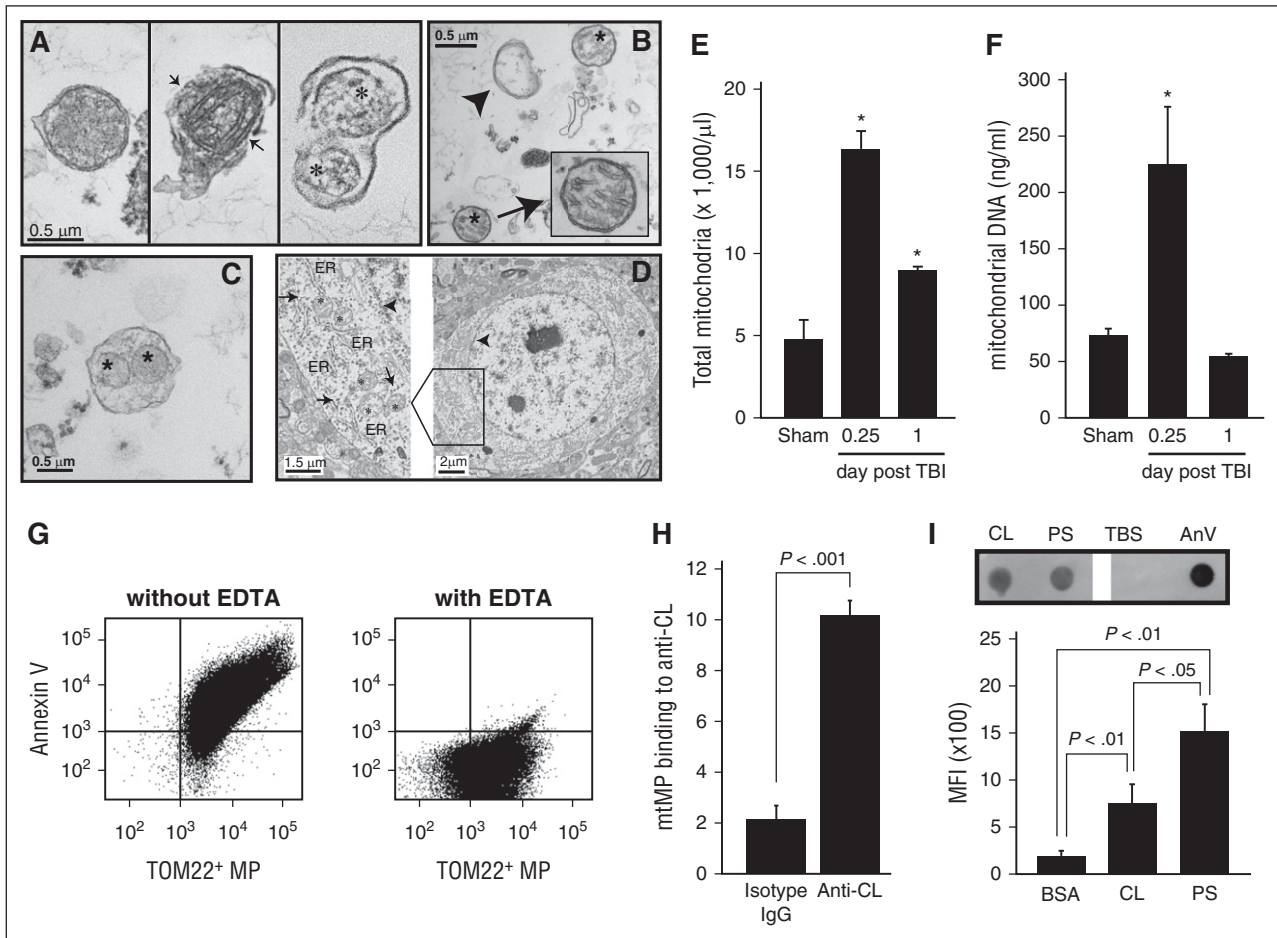 A
0.5 μm
*
*
B
0.5 μm
*
*
C
*
*
0.5 μm
D
ER
*
*
ER
ER
*
*
*
ER
1.5 μm
2μm
E
Total mitochodria (x 1,000/μl)
20
15
10
5
0
*
*
Sham
0.25
1
day post TBI
F
mitochondrial DNA (ng/ml)
300
250
200
150
100
50
0
*
Sham
0.25
1
day post TBI
G
without EDTA
with EDTA
Annexin V
10⁵
10⁴
10³
10²
10² 10³ 10⁴ 10⁵
TOM22⁺ MP
10⁵
10⁴
10³
10²
10² 10³ 10⁴ 10⁵
TOM22⁺ MP
H
P < .001
mtMP binding to anti-CL
12
10
8
6
4
2
0
Isotype
IgG
Anti-CL
I
CL PS TBS AnV
MFI (x100)
25
20
15
10
5
0
P < .01
P < .05
P < .01
BSA CL PS